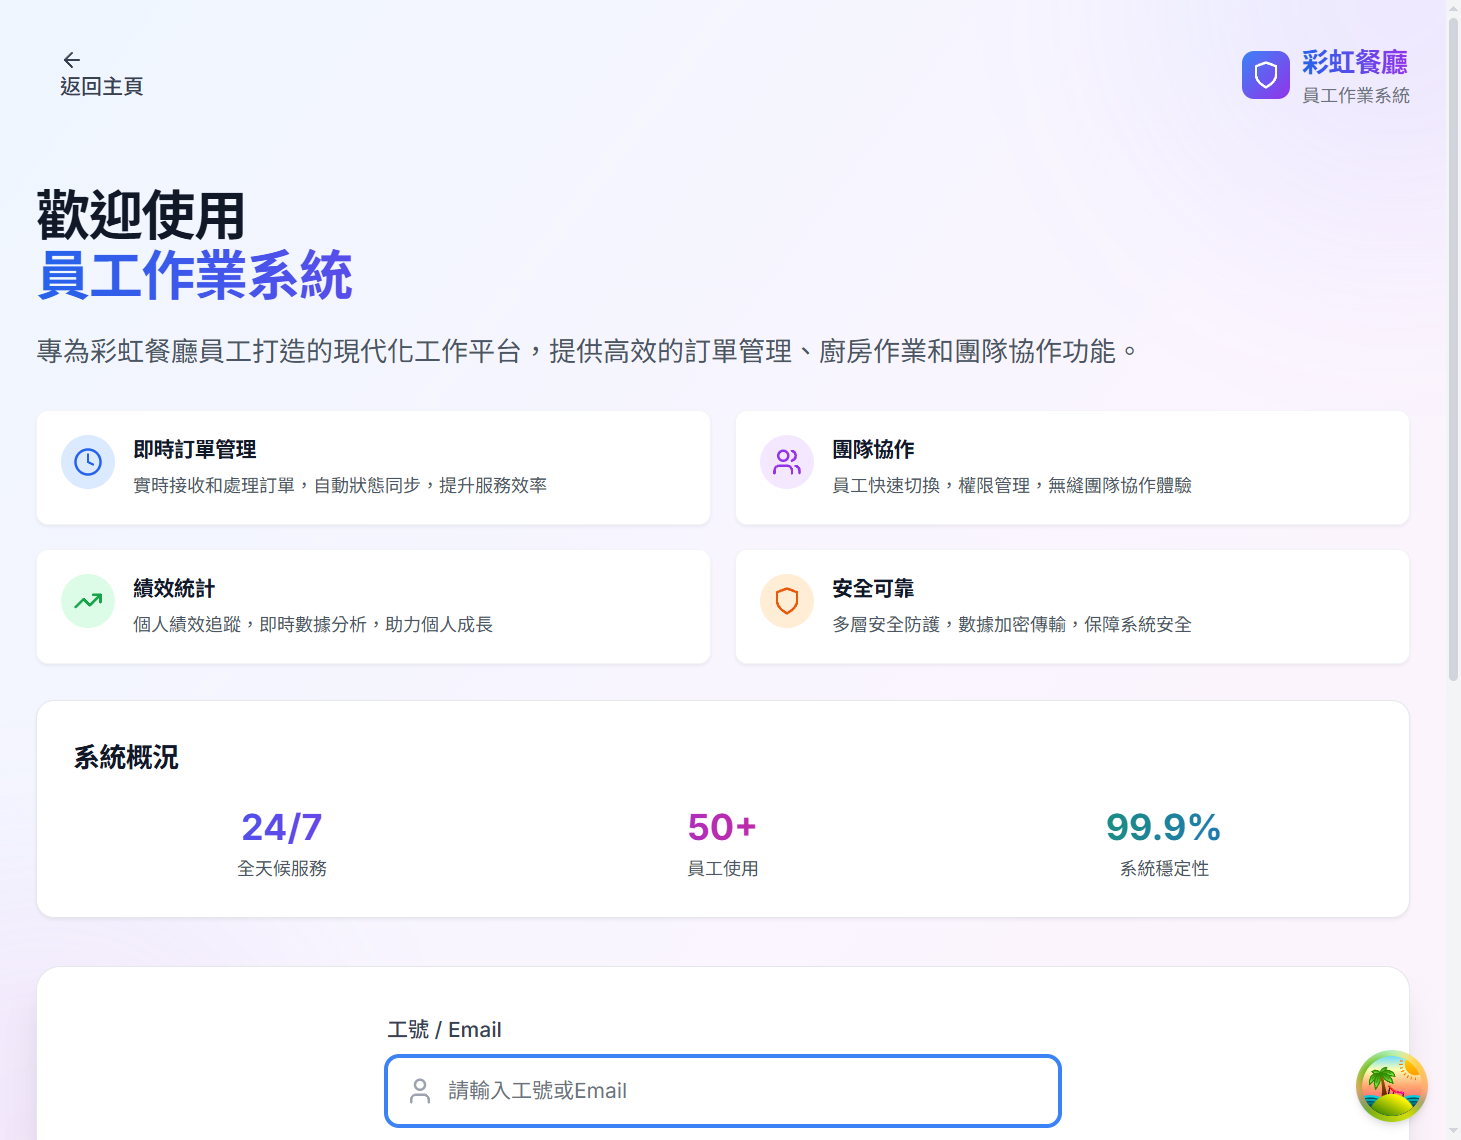 返回主頁
彩虹餐廳
員工作業系統
歡迎使用
員工作業系統
專為彩虹餐廳員工打造的現代化工作平台，提供高效的訂單管理、廚房作業和團隊協作功能。
即時訂單管理
實時接收和處理訂單，自動狀態同步，提升服務效率
團隊協作
員工快速切換，權限管理，無縫團隊協作體驗
績效統計
個人績效追蹤，即時數據分析，助力個人成長
安全可靠
多層安全防護，數據加密傳輸，保障系統安全
系統概況
24/7
全天候服務
50+
員工使用
99.9%
系統穩定性
工號 / Email
請輸入工號或Email